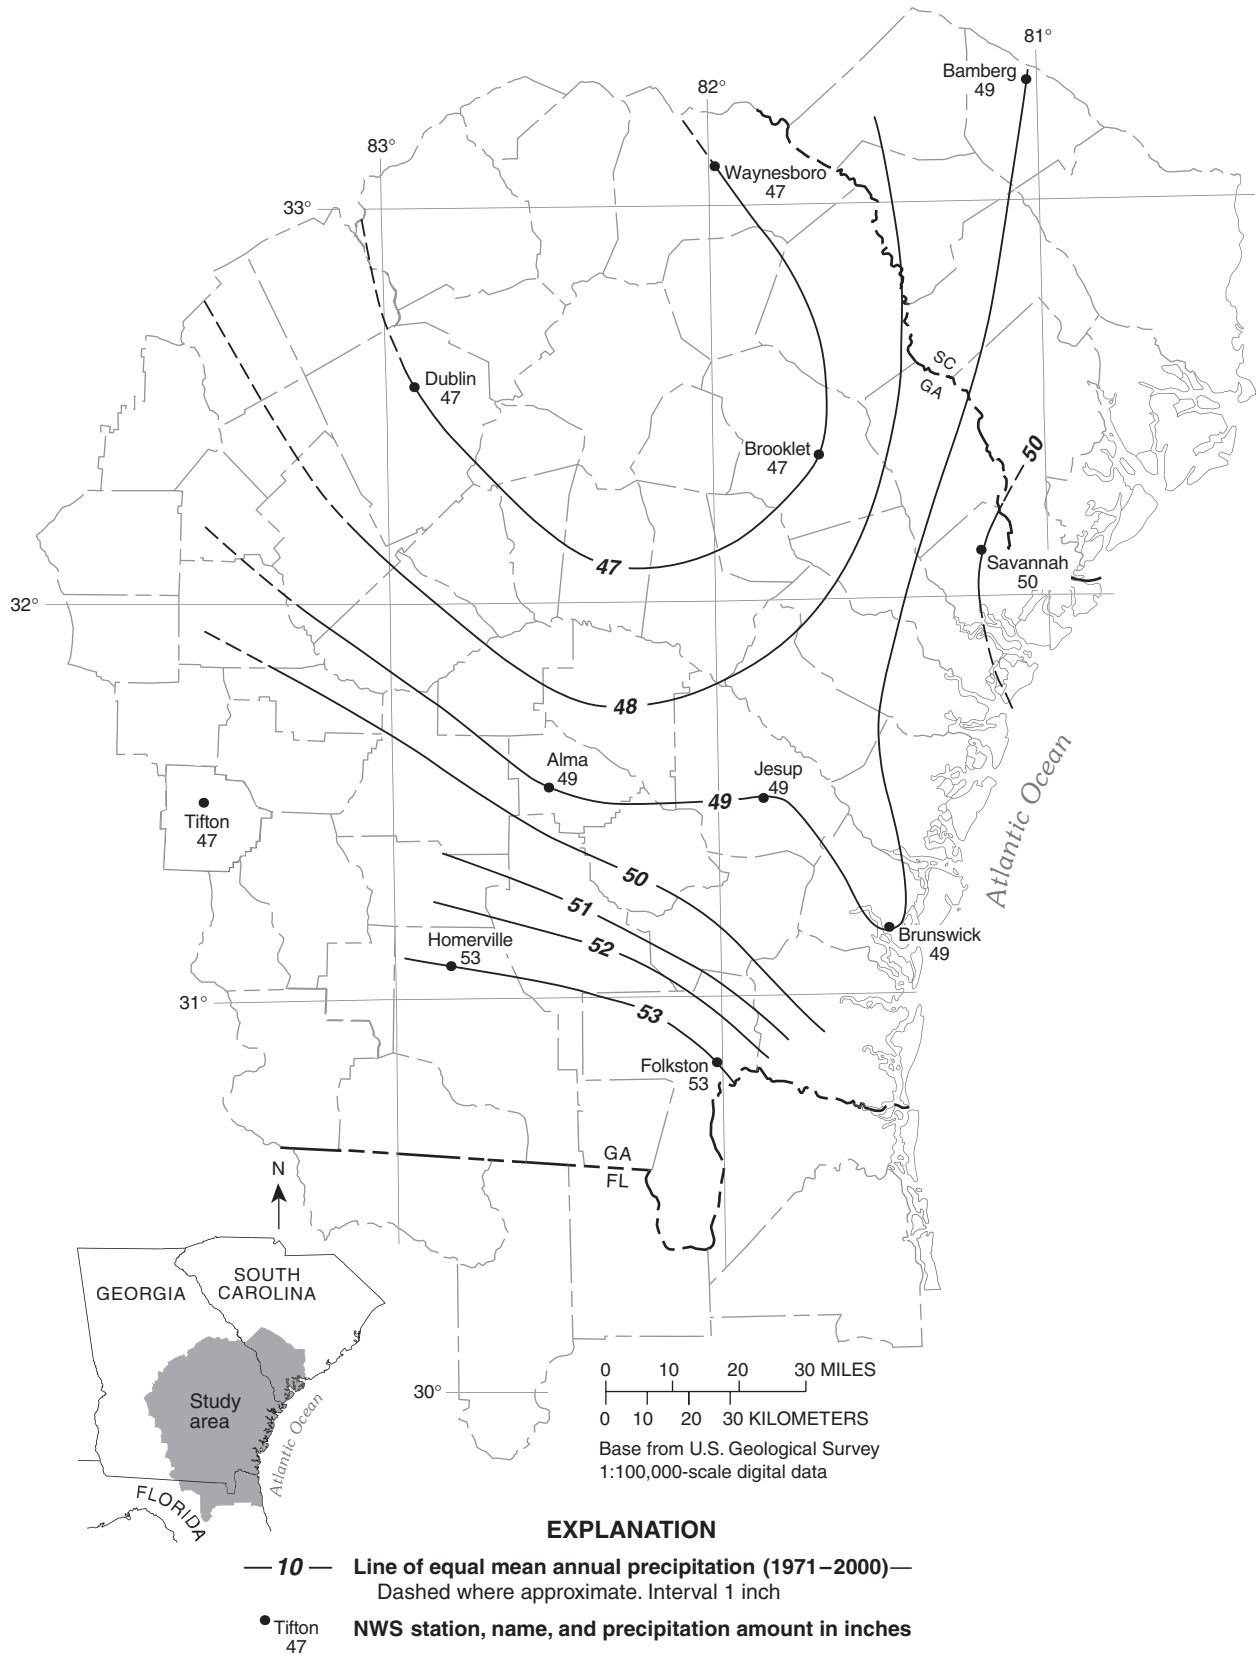 81°
Bamberg
49
82°
83°
Waynesboro
47
33°
Dublin
47
SC
GA
Brooklet
47
50
47
Savannah
50
32°
48
Alma
49
Jesup
49
49
Tifton
47
Atlantic Ocean
50
51
52
Homerville
53
Brunswick
49
31°
53
Folkston
53
GA
FL
N
SOUTH
CAROLINA
GEORGIA
Study
area
Atlantic Ocean
FLORIDA
30°
0 10 20 30 MILES
0 10 20 30 KILOMETERS
Base from U.S. Geological Survey
1:100,000-scale digital data
EXPLANATION
— 10 — Line of equal mean annual precipitation (1971–2000)—
Dashed where approximate. Interval 1 inch
Tifton
47
NWS station, name, and precipitation amount in inches